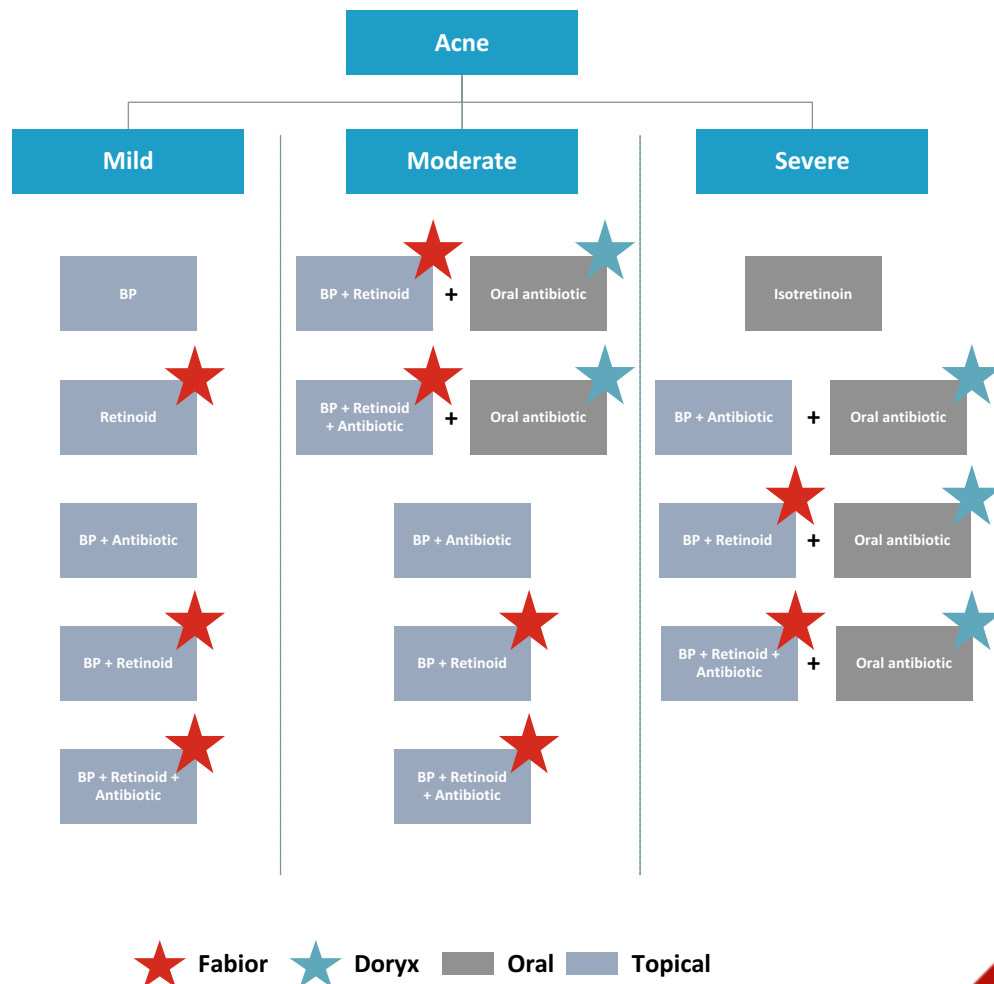 Acne
Mild
Moderate
Severe
BP
Retinoid
BP + Antibiotic
BP + Retinoid
BP + Retinoid +
Antibiotic
BP + Retinoid + Oral antibiotic
BP + Retinoid
+ Antibiotic
+ Oral antibiotic
BP + Antibiotic
BP + Retinoid
BP + Retinoid
+ Antibiotic
Isotretinoin
BP + Antibiotic + Oral antibiotic
BP + Retinoid + Oral antibiotic
BP + Retinoid +
Antibiotic
+ Oral antibiotic
Fabior Doryx Oral Topical